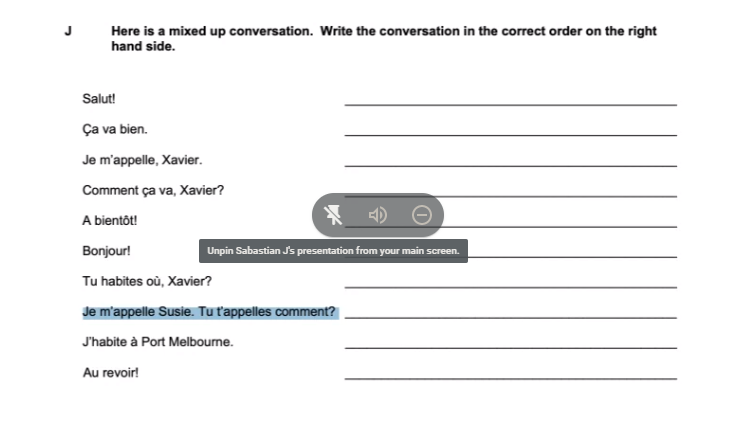 J Here is a mixed up conversation. Write the conversation in the correct order on the right
hand side.
Salut!
Ça va bien.
Je m'appelle, Xavier.
Comment ça va, Xavier?
A bientôt!
Bonjour!
Unpin Sabastian J's presentation from your main screen.
Tu habites où, Xavier?
Je m'appelle Susie. Tu t'appelles comment?
J'habite à Port Melbourne.
Au revoir!